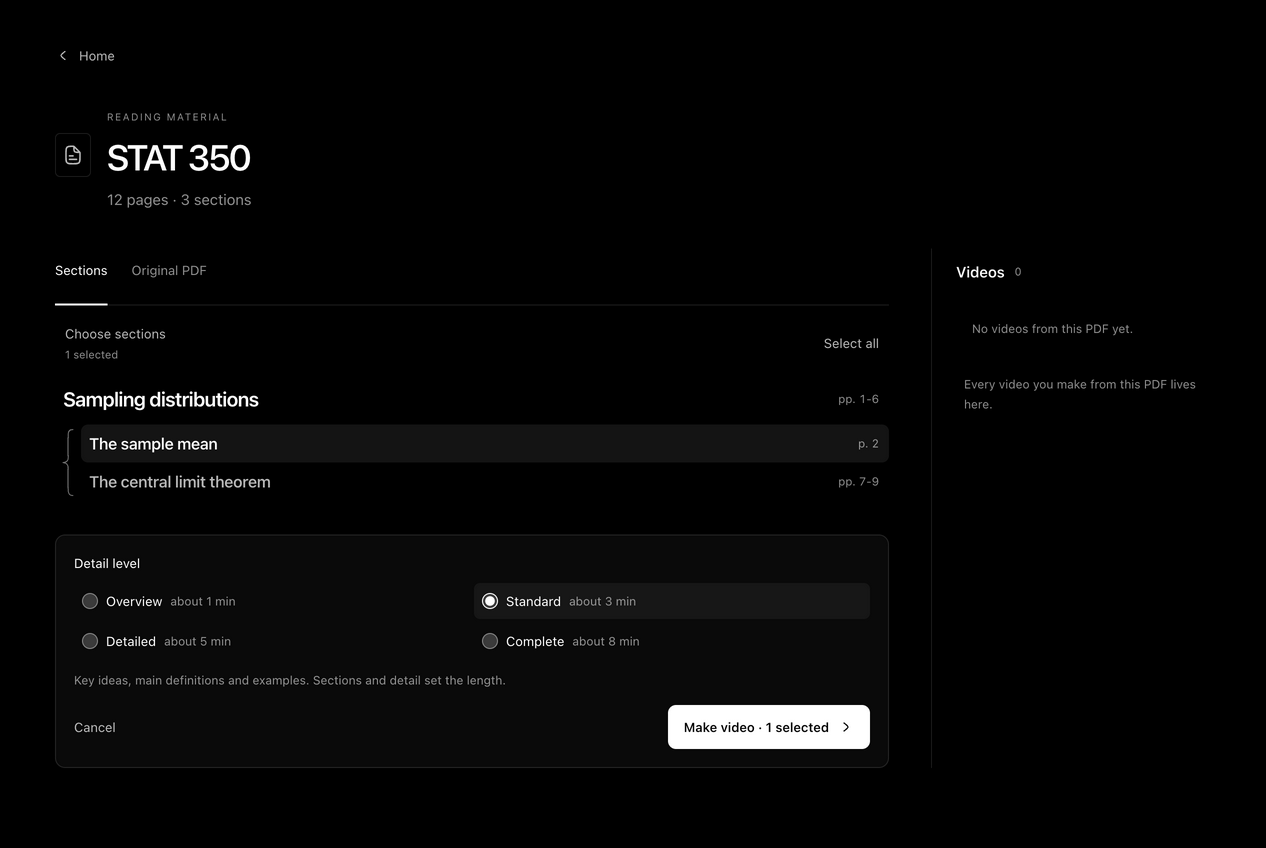 Home
READING MATERIAL
STAT 350
12 pages · 3 sections
Sections
Original PDF
Choose sections
1 selected
Select all
Sampling distributions
pp. 1-6
The sample mean
p. 2
The central limit theorem
pp. 7-9
Detail level
Overview about 1 min
Standard about 3 min
Detailed about 5 min
Complete about 8 min
Key ideas, main definitions and examples. Sections and detail set the length.
Cancel
Make video · 1 selected
Videos 0
No videos from this PDF yet.
Every video you make from this PDF lives
here.